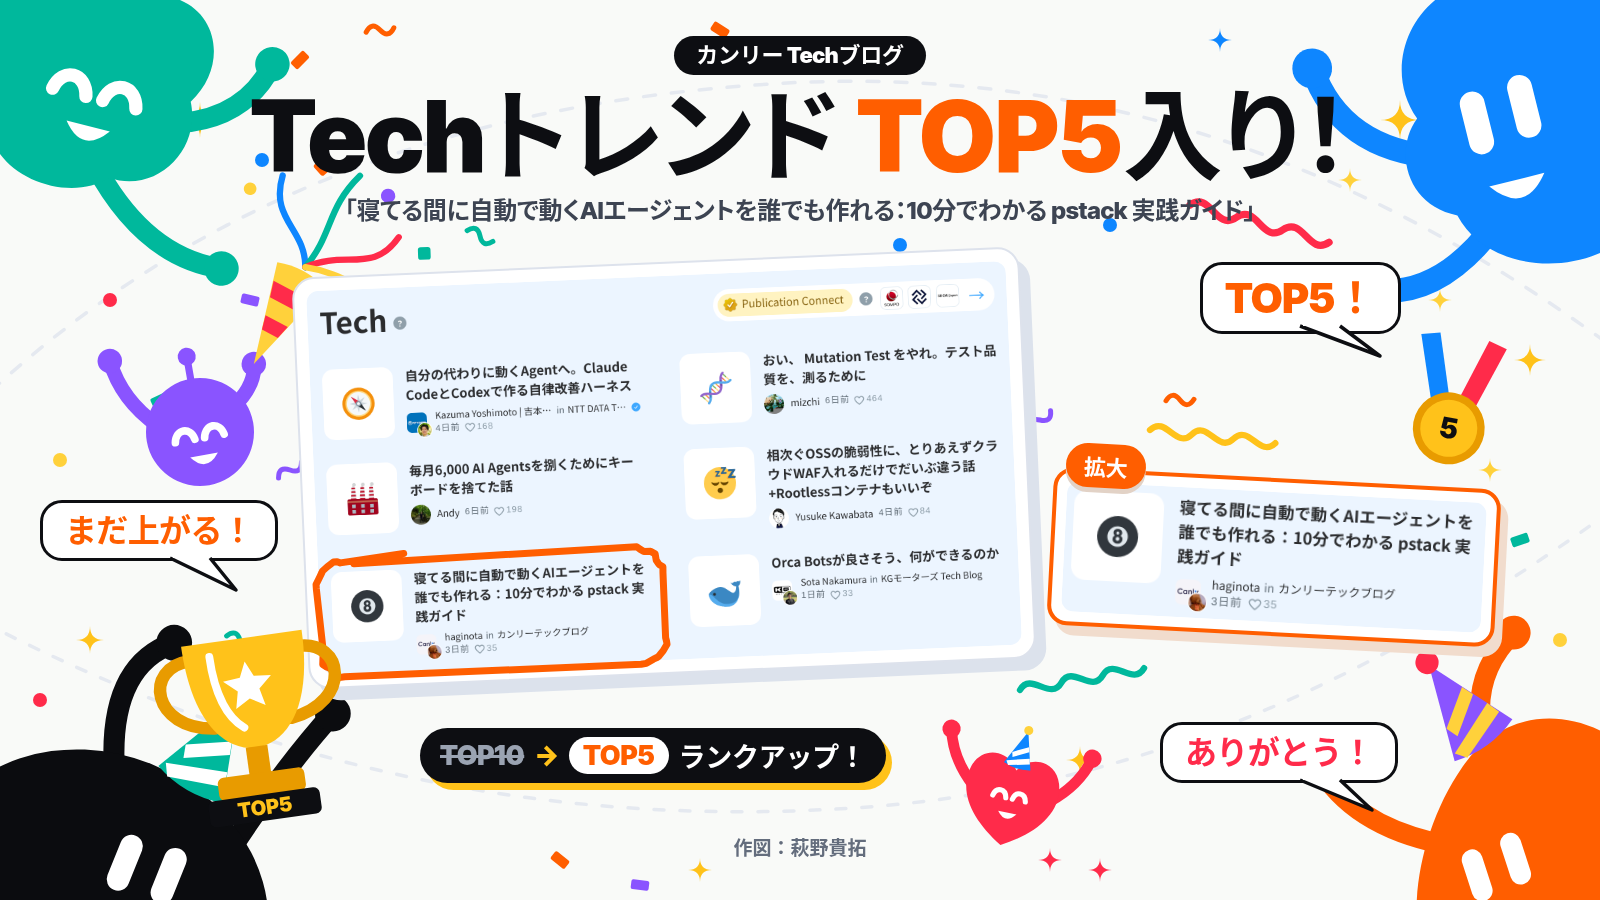 カンリー Techブログ
Techトレンド TOP5入り!
「寝てる間に自動で動くAIエージェントを誰でも作れる:10分でわかる pstack 実践ガイド」
Tech ?
Publication Connect ?
自分の代わりに動くAgentへ。Claude
CodeとCodexで作る自律改善ハーネス
Kazuma Yoshimoto | 吉本… in NTT DATA T…
4日前 168
おい、 Mutation Test をやれ。テスト品
質を、測るために
mizchi 6日前 464
毎月6,000 AI Agentsを捌くためにキー
ボードを捨てた話
Andy 6日前 198
相次ぐOSSの脆弱性に、とりあえずクラ
ウドWAF入れるだけでだいぶ違う話
+Rootlessコンテナもいいぞ
Yusuke Kawabata 4日前 84
8
寝てる間に自動で動くAIエージェントを
誰でも作れる:10分でわかる pstack 実
践ガイド
haginota in カンリーテックブログ
3日前 35
Orca Botsが良さそう、何ができるのか
Sota Nakamura in KGモーターズ Tech Blog
1日前 33
TOP5!
5
拡大
8
寝てる間に自動で動くAIエージェントを
誰でも作れる:10分でわかる pstack 実
践ガイド
haginota in カンリーテックブログ
3日前 35
まだ上がる!
TOP5
TOP10 → TOP5 ランクアップ!
ありがとう!
作図:萩野貴拓